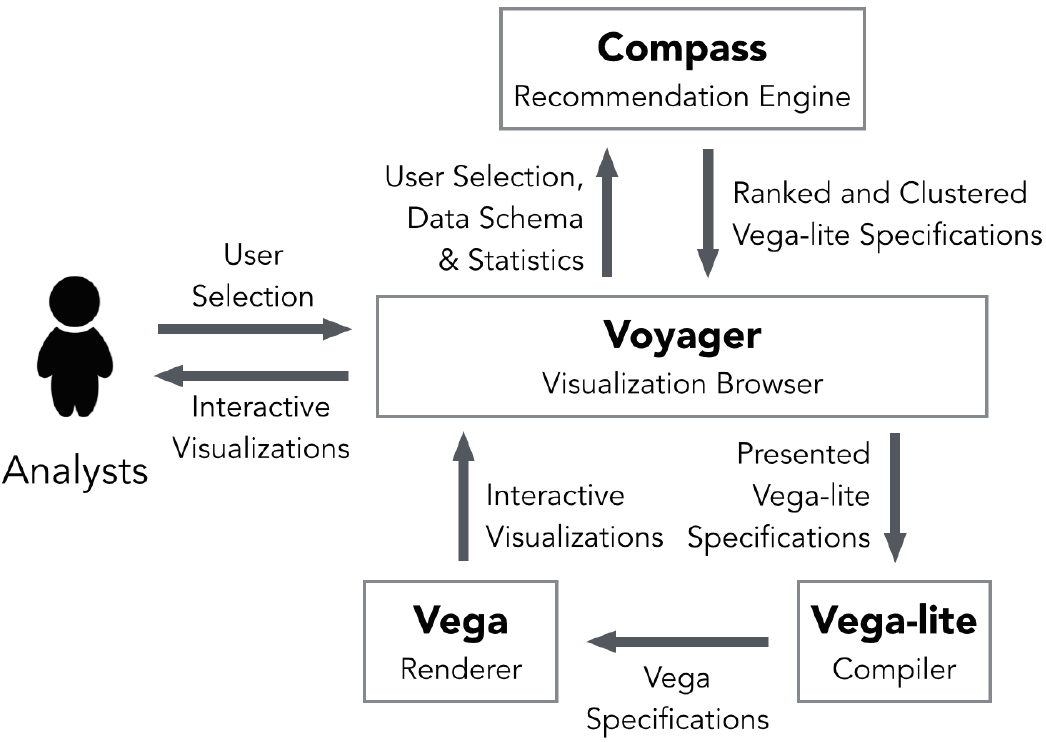 Compass
Recommendation Engine
User Selection,
Data Schema
& Statistics
Ranked and Clustered
Vega-lite Specifications
User
Selection
Interactive
Visualizations
Analysts
Voyager
Visualization Browser
Interactive
Visualizations
Presented
Vega-lite
Specifications
Vega
Renderer
Vega
Specifications
Vega-lite
Compiler